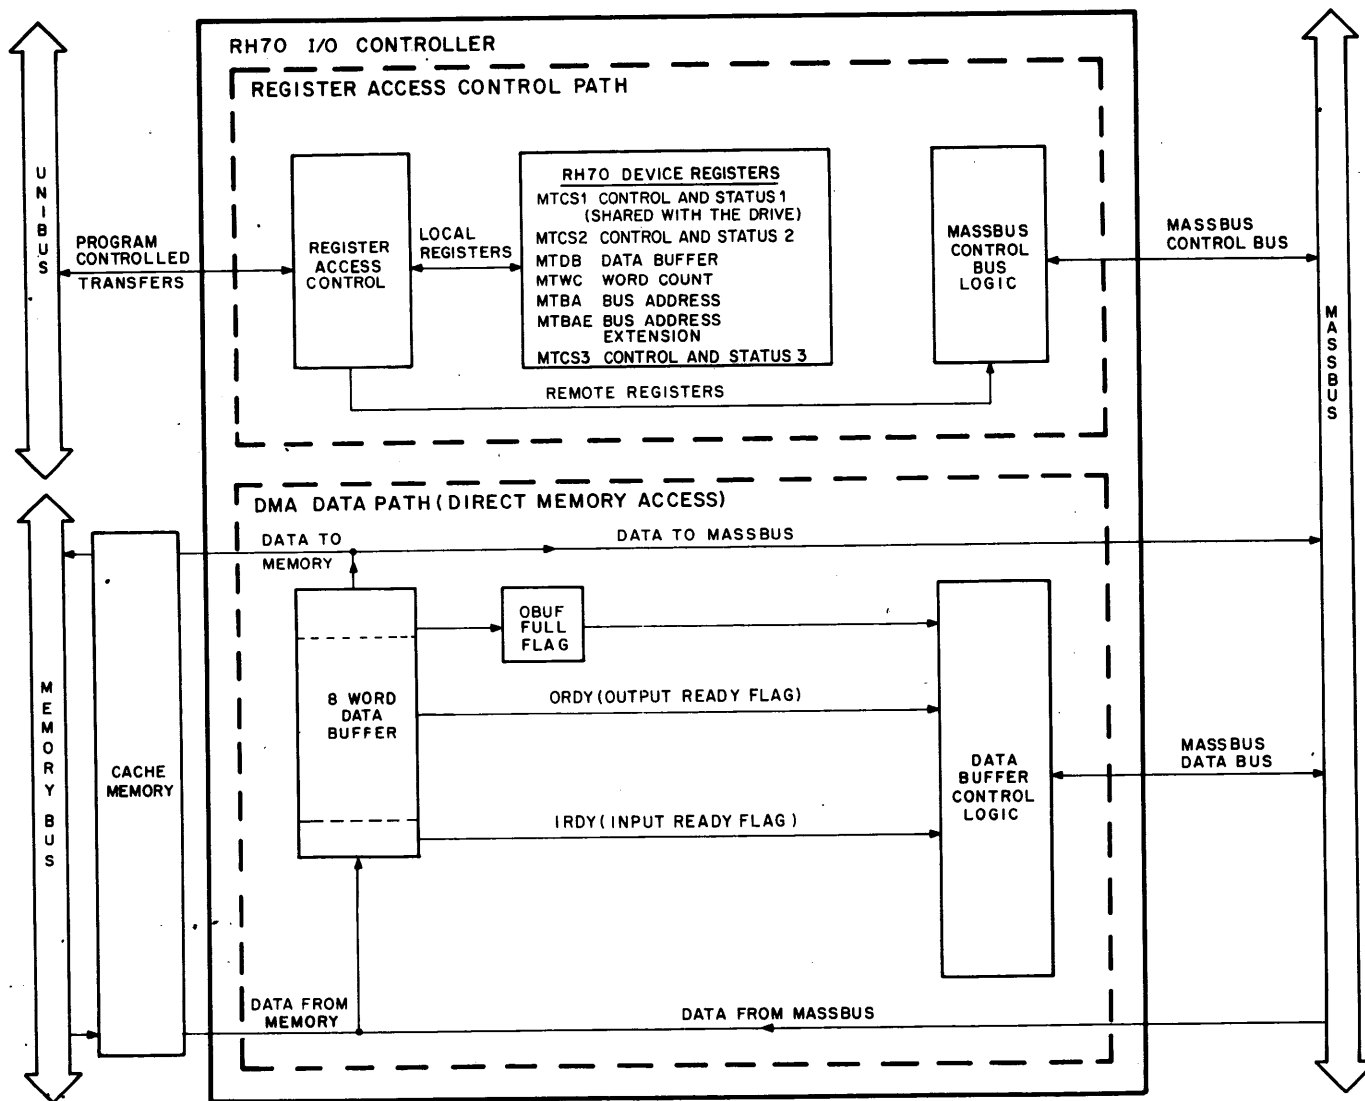 RH70 I/O CONTROLLER
REGISTER ACCESS CONTROL PATH
UNIBUS
PROGRAM
CONTROLLED
TRANSFERS
REGISTER
ACCESS
CONTROL
LOCAL
REGISTERS
RH70 DEVICE REGISTERS
MTCS1 CONTROL AND STATUS 1
(SHARED WITH THE DRIVE)
MTCS2 CONTROL AND STATUS 2
MTDB DATA BUFFER
MTWC WORD COUNT
MTBA BUS ADDRESS
MTBAE BUS ADDRESS
EXTENSION
MTCS3 CONTROL AND STATUS 3
MASSBUS
CONTROL
BUS
LOGIC
MASSBUS
CONTROL BUS
MASSBUS
REMOTE REGISTERS
DMA DATA PATH (DIRECT MEMORY ACCESS)
DATA TO
MEMORY
DATA TO MASSBUS
MEMORY BUS
CACHE
MEMORY
8 WORD
DATA
BUFFER
OBUF
FULL
FLAG
ORDY (OUTPUT READY FLAG)
IRDY (INPUT READY FLAG)
DATA
BUFFER
CONTROL
LOGIC
MASSBUS
DATA BUS
DATA FROM
MEMORY
DATA FROM MASSBUS